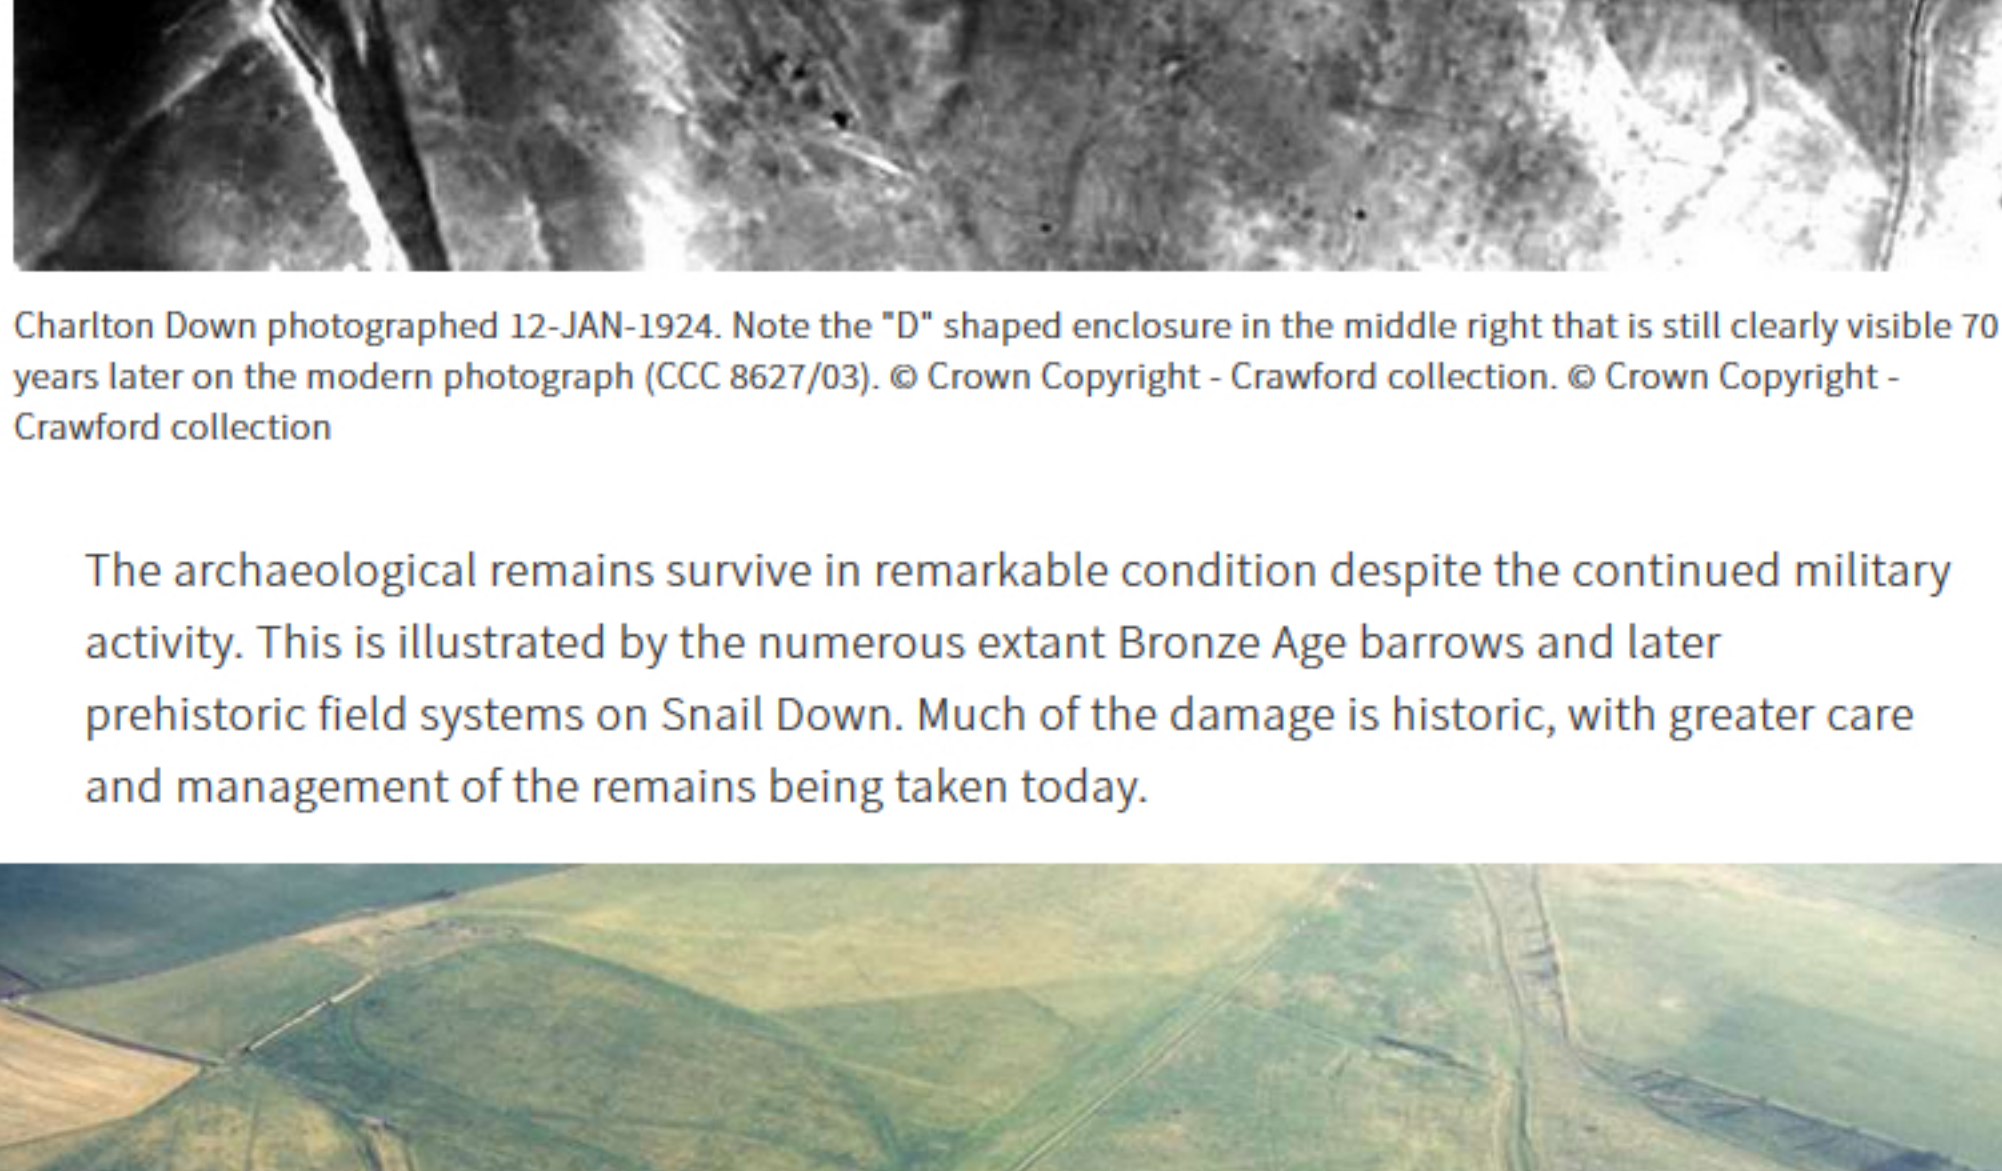 Charlton Down photographed 12-JAN-1924. Note the "D" shaped enclosure in the middle right that is still clearly visible 70
years later on the modern photograph (CCC 8627/03). © Crown Copyright - Crawford collection. © Crown Copyright -
Crawford collection
The archaeological remains survive in remarkable condition despite the continued military
activity. This is illustrated by the numerous extant Bronze Age barrows and later
prehistoric field systems on Snail Down. Much of the damage is historic, with greater care
and management of the remains being taken today.